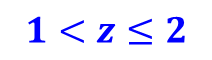 1 < z ≤ 2